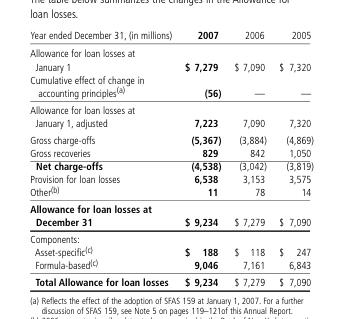 The table below summarizes the changes in the Allowance for
loan losses.
Year ended December 31, (in millions) 2007 2006 2005
Allowance for loan losses at
January 1 $ 7,279 $ 7,090 $ 7,320
Cumulative effect of change in
accounting principles(a) (56) — —
Allowance for loan losses at
January 1, adjusted 7,223 7,090 7,320
Gross charge-offs (5,367) (3,884) (4,869)
Gross recoveries 829 842 1,050
Net charge-offs (4,538) (3,042) (3,819)
Provision for loan losses 6,538 3,153 3,575
Other(b) 11 78 14
Allowance for loan losses at
December 31 $ 9,234 $ 7,279 $ 7,090
Components:
Asset-specific(c) $ 188 $ 118 $ 247
Formula-based(c) 9,046 7,161 6,843
Total Allowance for loan losses $ 9,234 $ 7,279 $ 7,090
(a) Reflects the effect of the adoption of SFAS 159 at January 1, 2007. For a further
discussion of SFAS 159, see Note 5 on pages 119–121of this Annual Report.